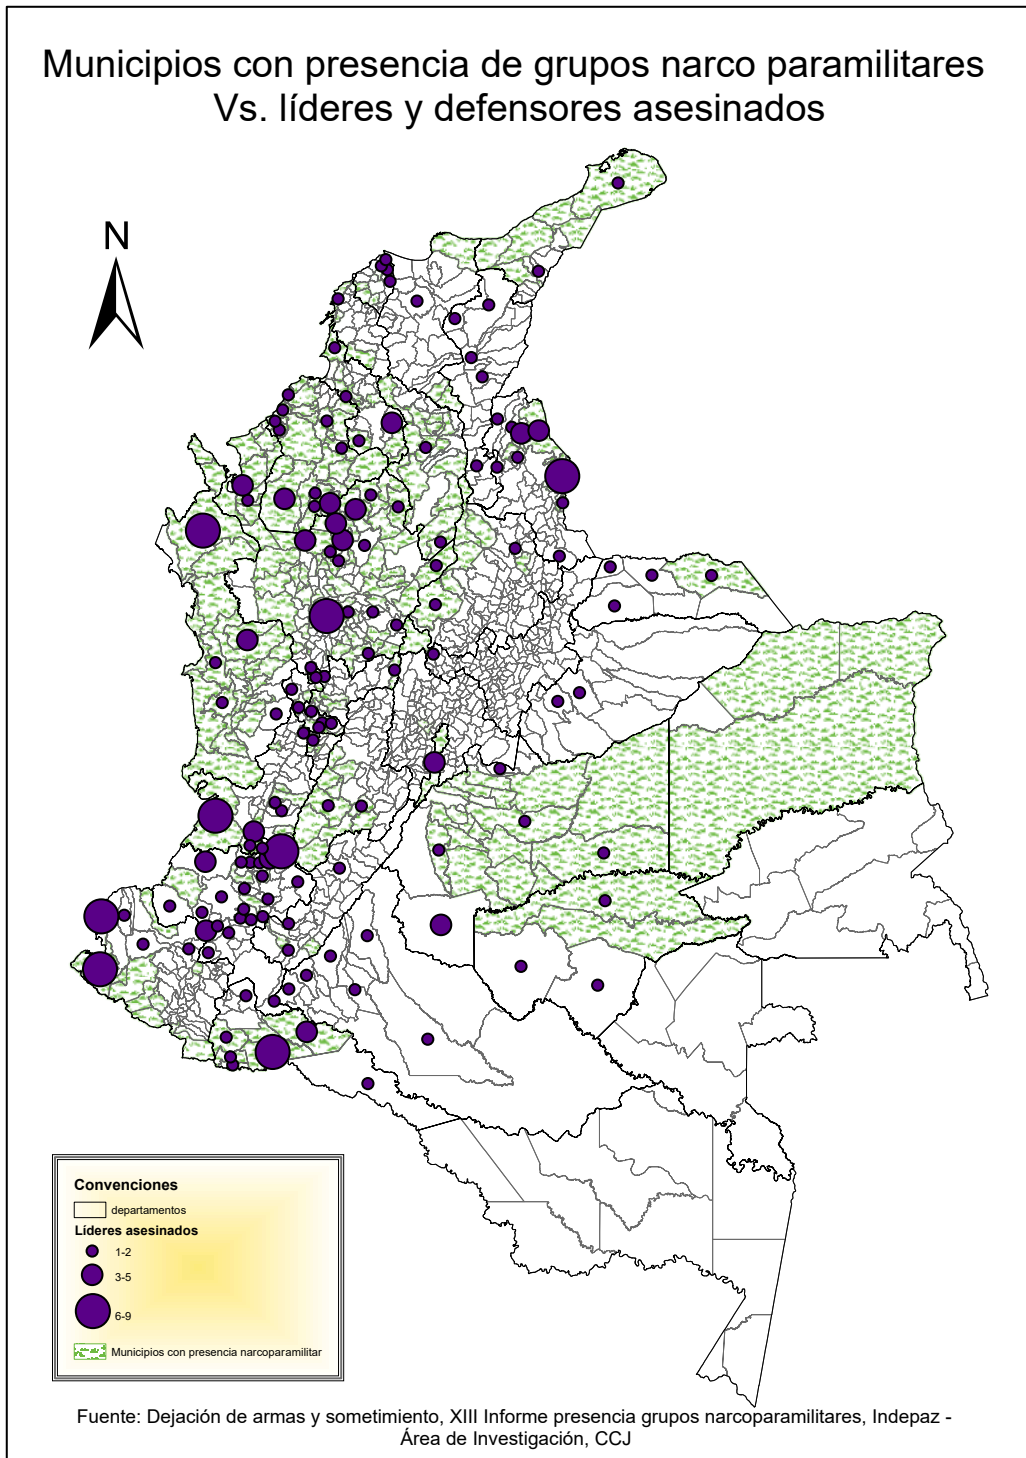 Municipios con presencia de grupos narco paramilitares
Vs. líderes y defensores asesinados
N
Convenciones
departamentos
Líderes asesinados
1-2
3-5
6-9
Municipios con presencia narcoparamilitar
Fuente: Dejación de armas y sometimiento, XIII Informe presencia grupos narcoparamilitares, Indepaz -
Área de Investigación, CCJ